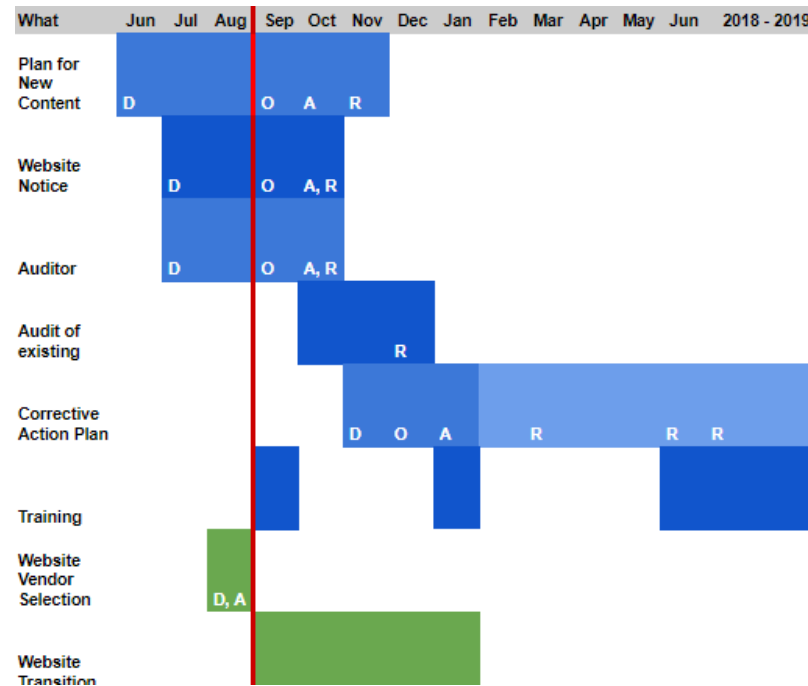 What Jun Jul Aug Sep Oct Nov Dec Jan Feb Mar Apr May Jun 2018 - 2019
Plan for
New
Content D O A R
Website
Notice D O A, R
Auditor D O A, R
Audit of
existing R
Corrective
Action Plan D O A R R R
Training
Website
Vendor
Selection D, A
Website
Transition